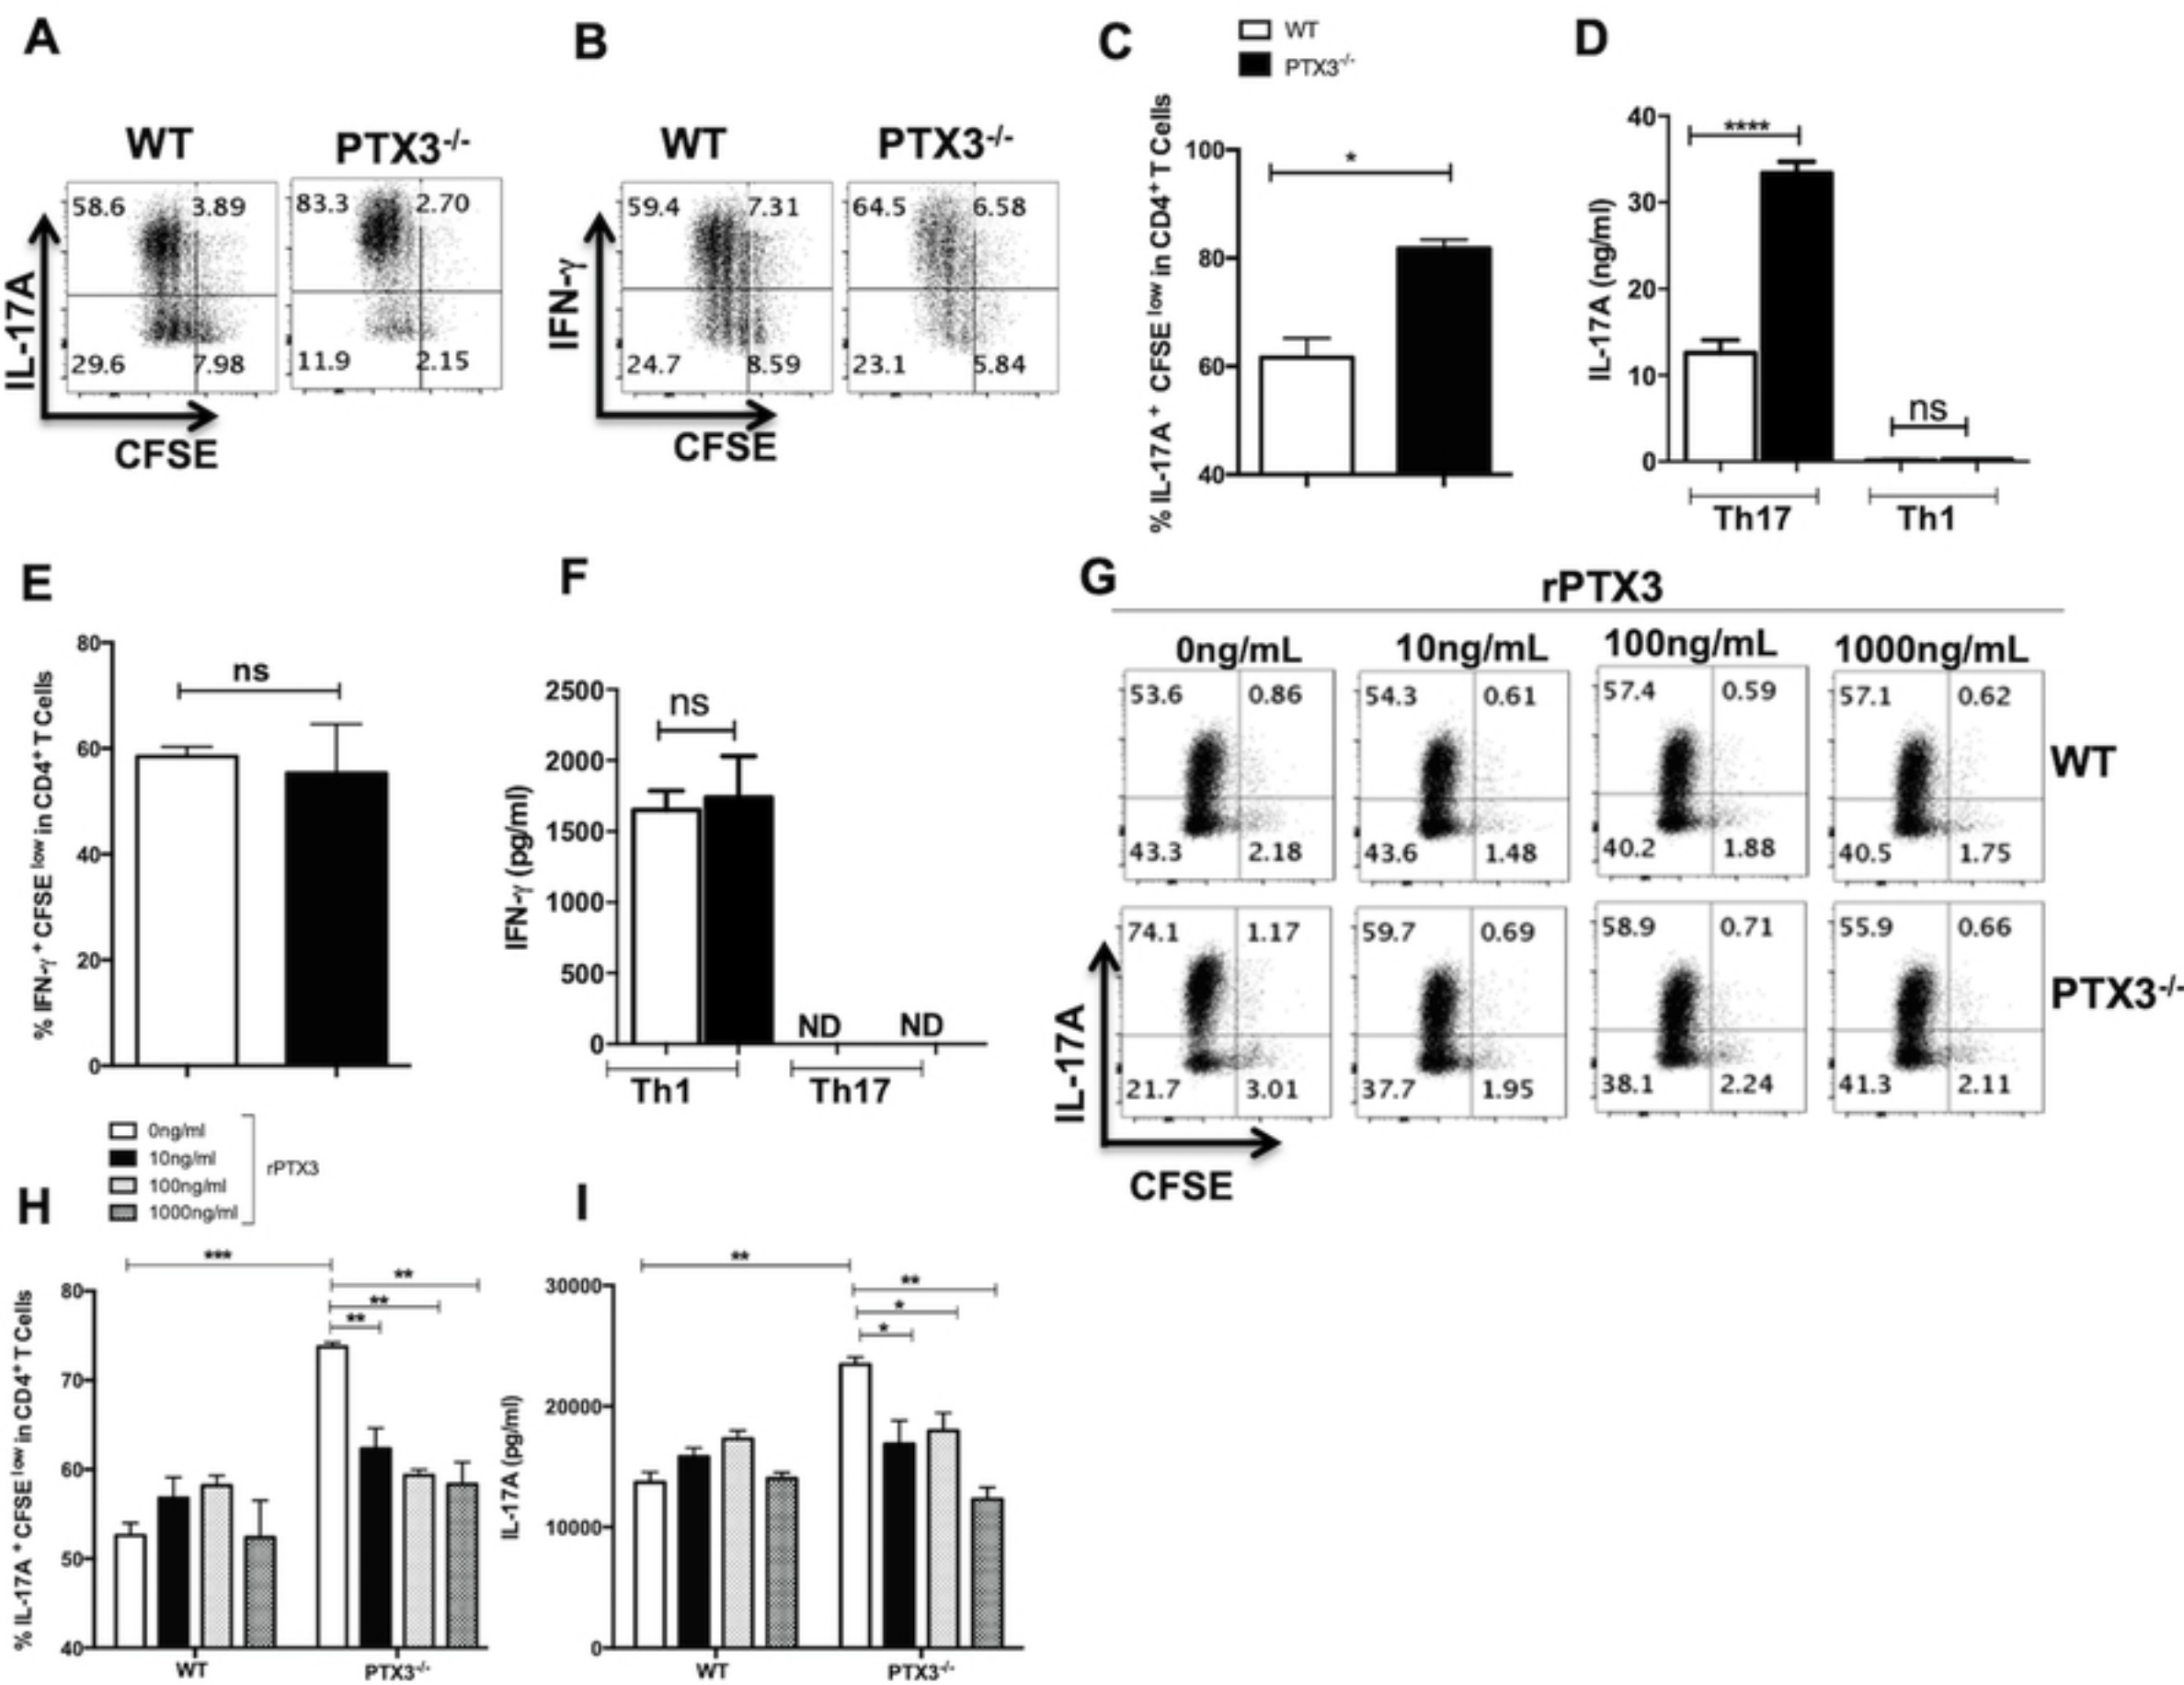 A
WT
PTX3-/-
58.6 3.89
29.6 7.98
83.3 2.70
11.9 2.15
IL-17A
CFSE
B
WT
PTX3-/-
59.4 7.31
24.7 8.59
64.5 6.58
23.1 5.84
IFN-γ
CFSE
C
WT
PTX3-/-
% IL-17A+ CFSE low in CD4+ T Cells
100
80
60
40
*
D
IL-17A (ng/ml)
40
30
20
10
0
****
ns
Th17 Th1
E
% IFN-γ+ CFSE low in CD4+ T Cells
80
60
40
20
0
ns
F
IFN-γ (pg/ml)
2500
2000
1500
1000
500
0
ns
ND ND
Th1 Th17
G
rPTX3
0ng/mL 10ng/mL 100ng/mL 1000ng/mL
53.6 0.86 54.3 0.61 57.4 0.59 57.1 0.62
WT
43.3 2.18 43.6 1.48 40.2 1.88 40.5 1.75
74.1 1.17 59.7 0.69 58.9 0.71 55.9 0.66
PTX3-/-
21.7 3.01 37.7 1.95 38.1 2.24 41.3 2.11
IL-17A
CFSE
0ng/ml
10ng/ml
100ng/ml
1000ng/ml
rPTX3
H
% IL-17A+ CFSE low in CD4+ T Cells
80
70
60
50
40
***
**
**
**
WT PTX3-/-
I
IL-17A (pg/ml)
30000
20000
10000
0
**
**
*
*
WT PTX3-/-